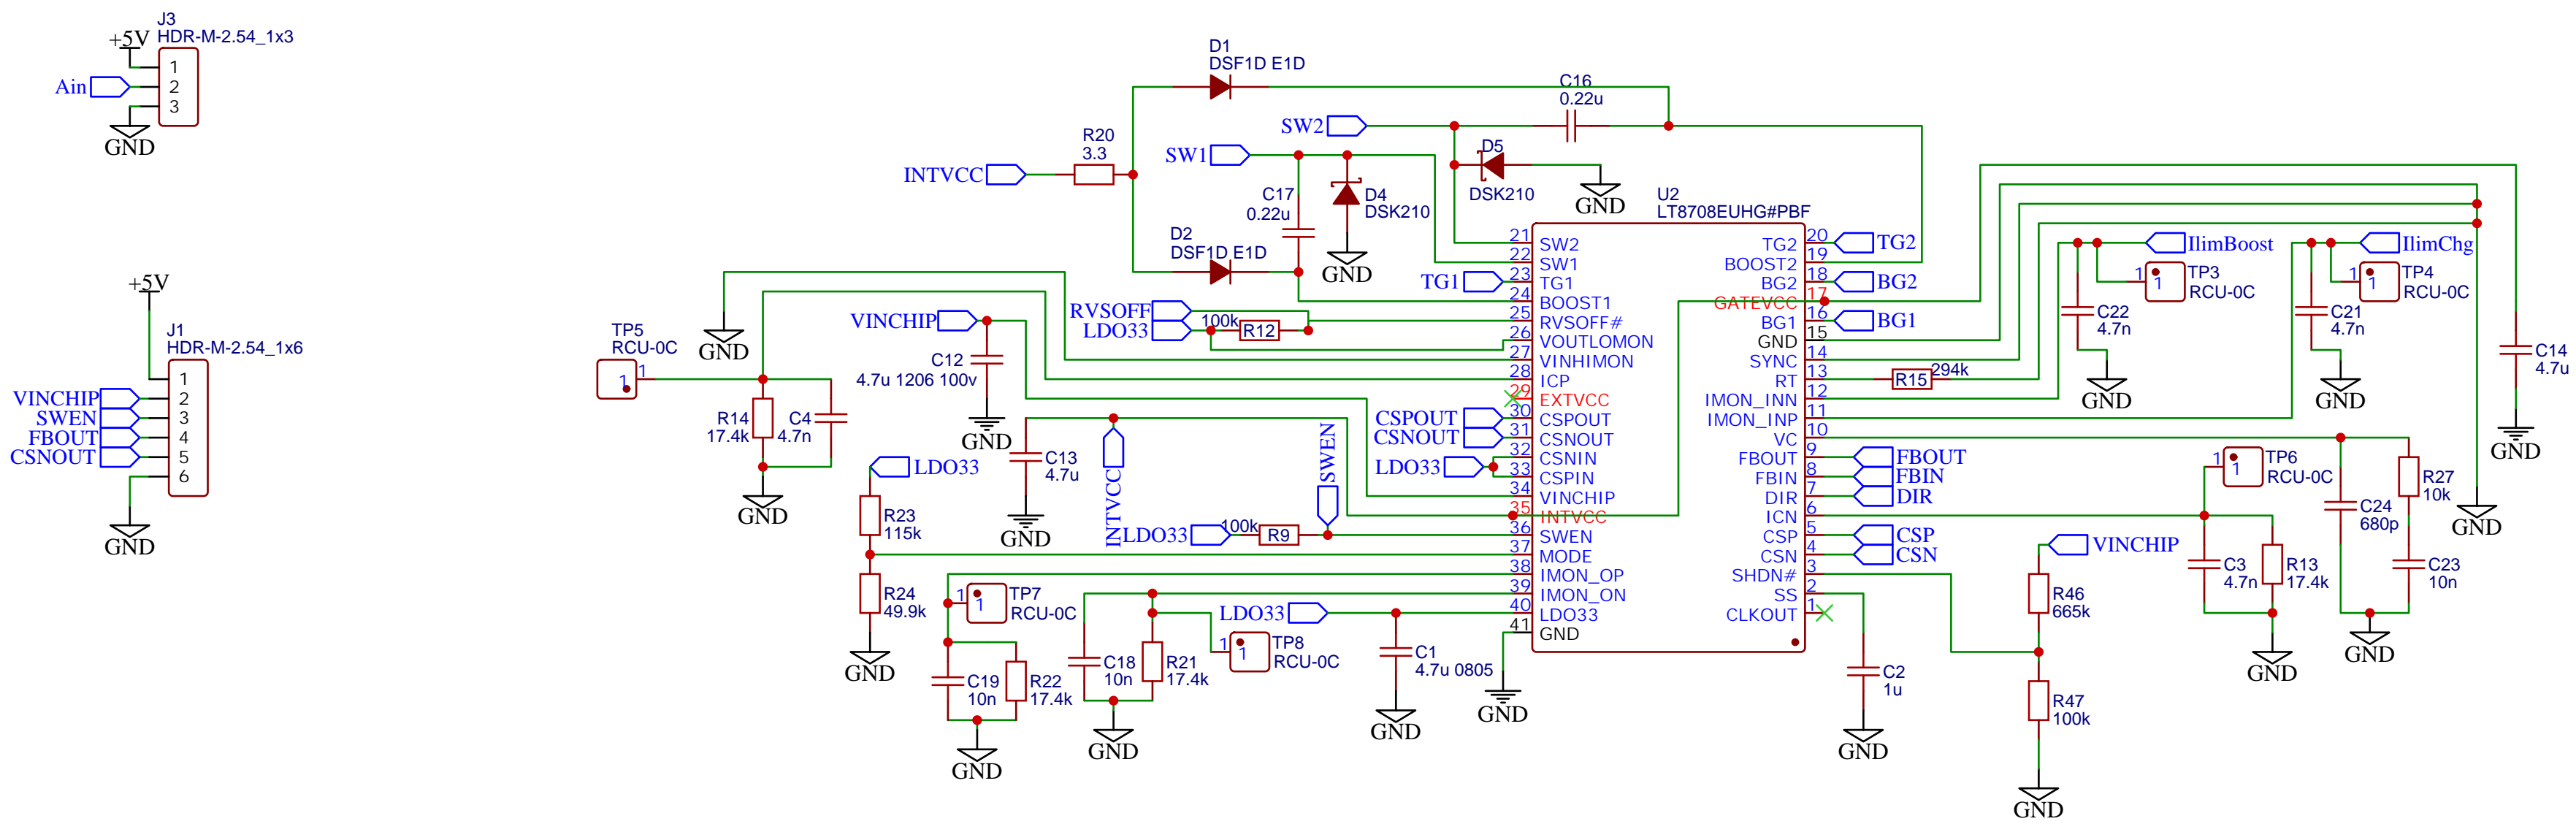 J3
HDR-M-2.54_1x3
+5V
1
Ain
2
3
GND
+5V
J1
HDR-M-2.54_1x6
1
VINCHIP
2
SWEN
3
FBOUT
4
CSNOUT
5
6
GND
D1
DSF1D E1D
C16
0.22u
SW2
R20
3.3
SW1
D5
DSK210
GND
INTVCC
C17
0.22u
D4
DSK210
GND
D2
DSF1D E1D
U2
LT8708EUHG#PBF
21 SW2
22 SW1
TG1
23 TG1
24 BOOST1
25 RVSOFF#
26 VOUTLOMON
27 VINHIMON
28 ICP
29 EXTVCC
30 CSPOUT
31 CSNOUT
32 CSNIN
33 CSPIN
34 VINCHIP
35 INTVCC
36 SWEN
37 MODE
38 IMON_OP
39 IMON_ON
40 LDO33
41 GND
TG2 20
TG2
BOOST2 19
BG2 18
BG2
GATEVCC 17
BG1 16
BG1
GND 15
SYNC 14
RT 13
IMON_INN 12
IMON_INP 11
VC 10
FBOUT 9
FBOUT
FBIN 8
FBIN
DIR 7
DIR
ICN 6
CSP 5
CSP
CSN 4
CSN
SHDN# 3
SS 2
CLKOUT 1
RVSOFF
LDO33
100k
R12
VINCHIP
C12
4.7u 1206 100v
GND
GND
TP5
RCU-0C
1
1
R14
17.4k
C4
4.7n
GND
CSPOUT
CSNOUT
LDO33
C13
4.7u
GND
INTVCC
SWEN
LDO33
100k
R9
LDO33
R23
115k
R24
49.9k
GND
1
1
TP7
RCU-0C
C19
10n
R22
17.4k
GND
C18
10n
R21
17.4k
GND
LDO33
1
1
TP8
RCU-0C
C1
4.7u 0805
GND
GND
IlimBoost
1
1
TP3
RCU-0C
C22
4.7n
GND
IlimChg
1
1
TP4
RCU-0C
C21
4.7n
GND
C14
4.7u
GND
R15
294k
1
1
TP6
RCU-0C
R27
10k
C24
680p
C23
10n
GND
GND
C3
4.7n
R13
17.4k
GND
VINCHIP
R46
665k
R47
100k
GND
C2
1u
GND